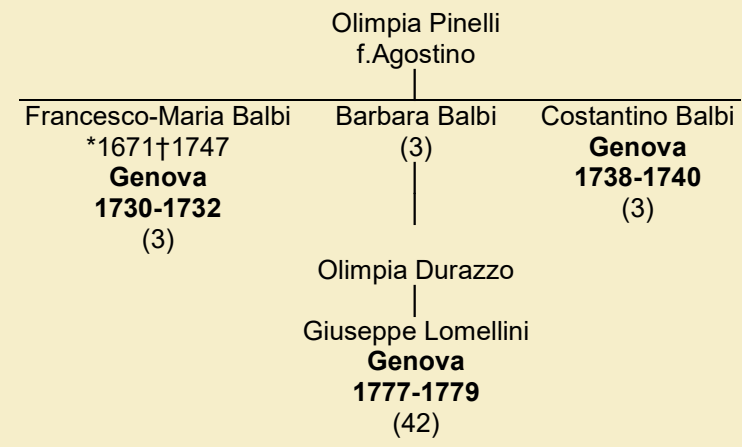 Olimpia Pinelli
f.Agostino
Francesco-Maria Balbi
*1671†1747
Genova
1730-1732
(3)
Barbara Balbi
(3)
Costantino Balbi
Genova
1738-1740
(3)
Olimpia Durazzo
Giuseppe Lomellini
Genova
1777-1779
(42)